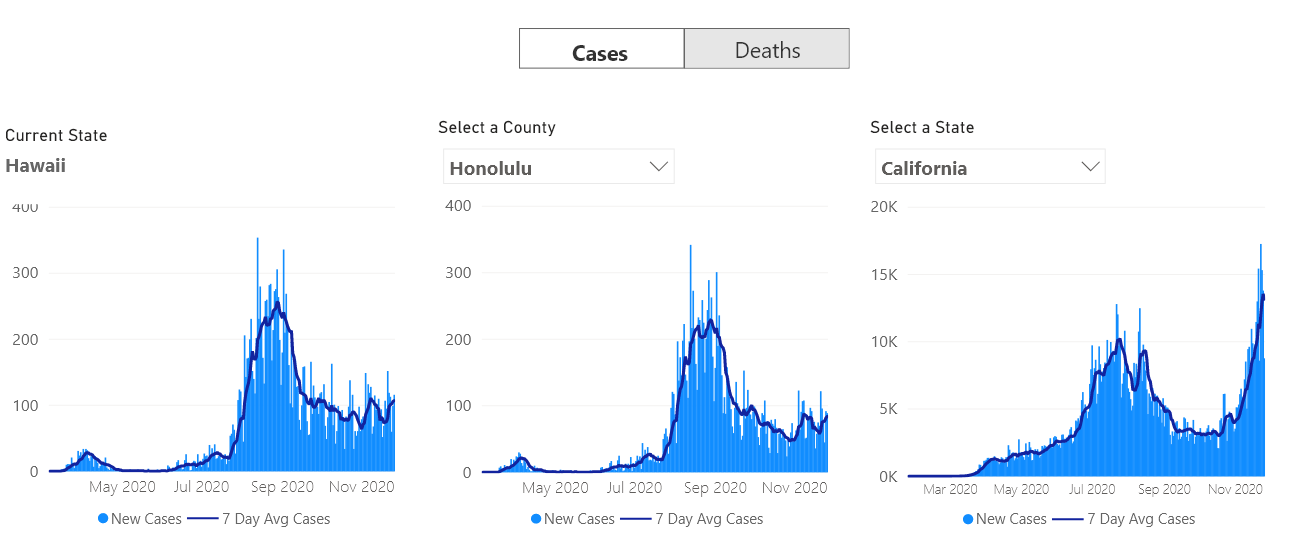 Cases Deaths
Current State
Hawaii
400
300
200
100
0
May 2020 Jul 2020 Sep 2020 Nov 2020
New Cases 7 Day Avg Cases
Select a County
Honolulu
400
300
200
100
0
May 2020 Jul 2020 Sep 2020 Nov 2020
New Cases 7 Day Avg Cases
Select a State
California
20K
15K
10K
5K
0K
Mar 2020 May 2020 Jul 2020 Sep 2020 Nov 2020
New Cases 7 Day Avg Cases